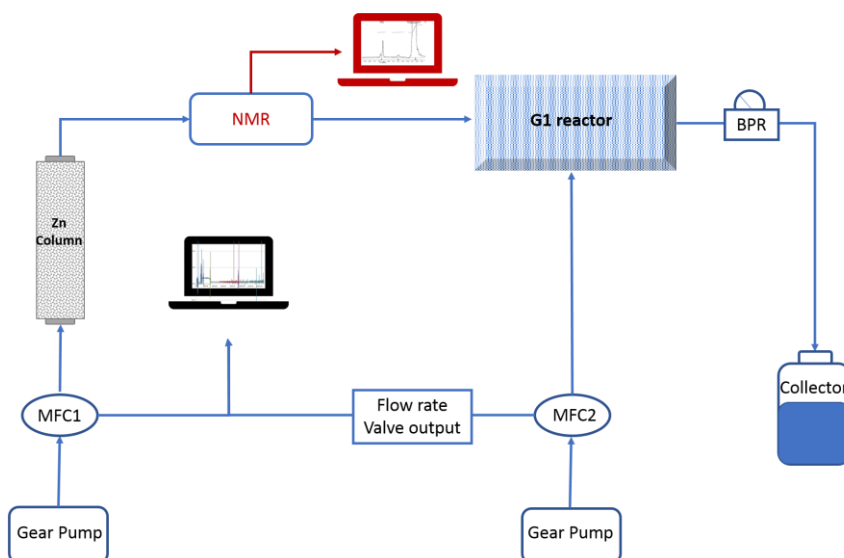 NMR
G1 reactor
BPR
Zn
Column
Collector
MFC1
Flow rate
Valve output
MFC2
Gear Pump
Gear Pump